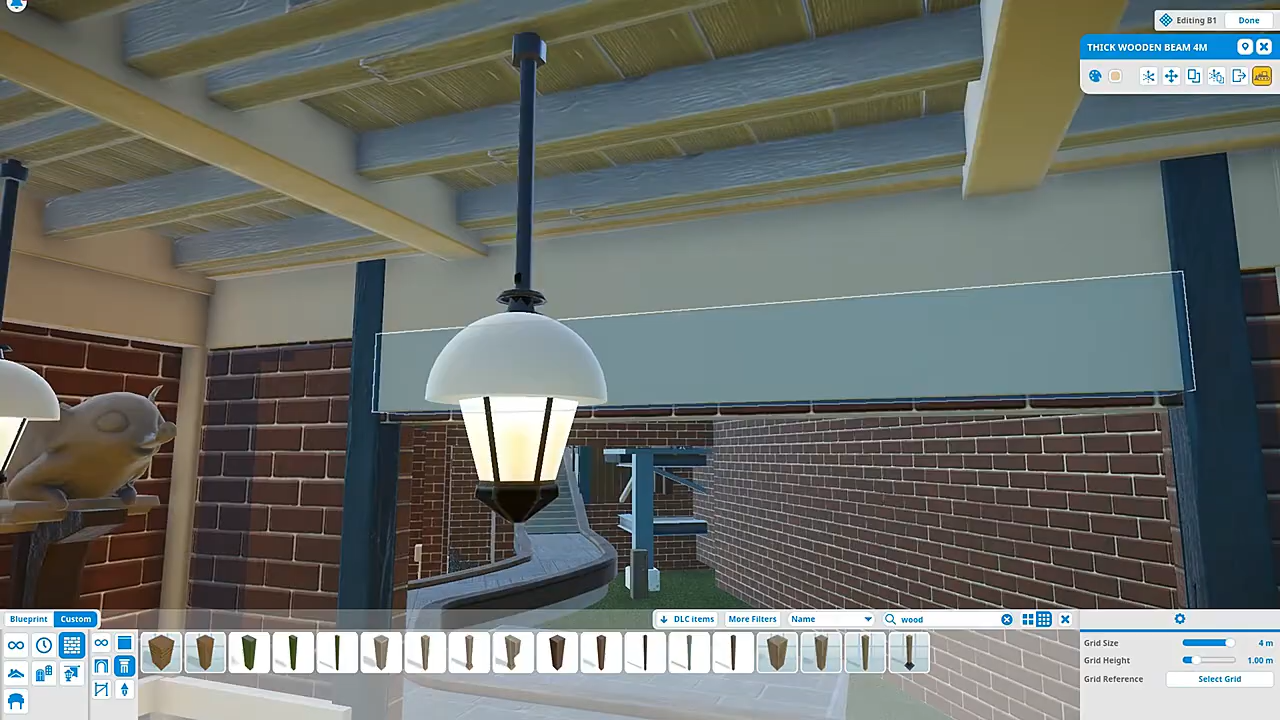 Editing B1 Done
THICK WOODEN BEAM 4M
Blueprint Custom
DLC items More Filters Name wood
Grid Size 4 m
Grid Height 1.00 m
Grid Reference Select Grid